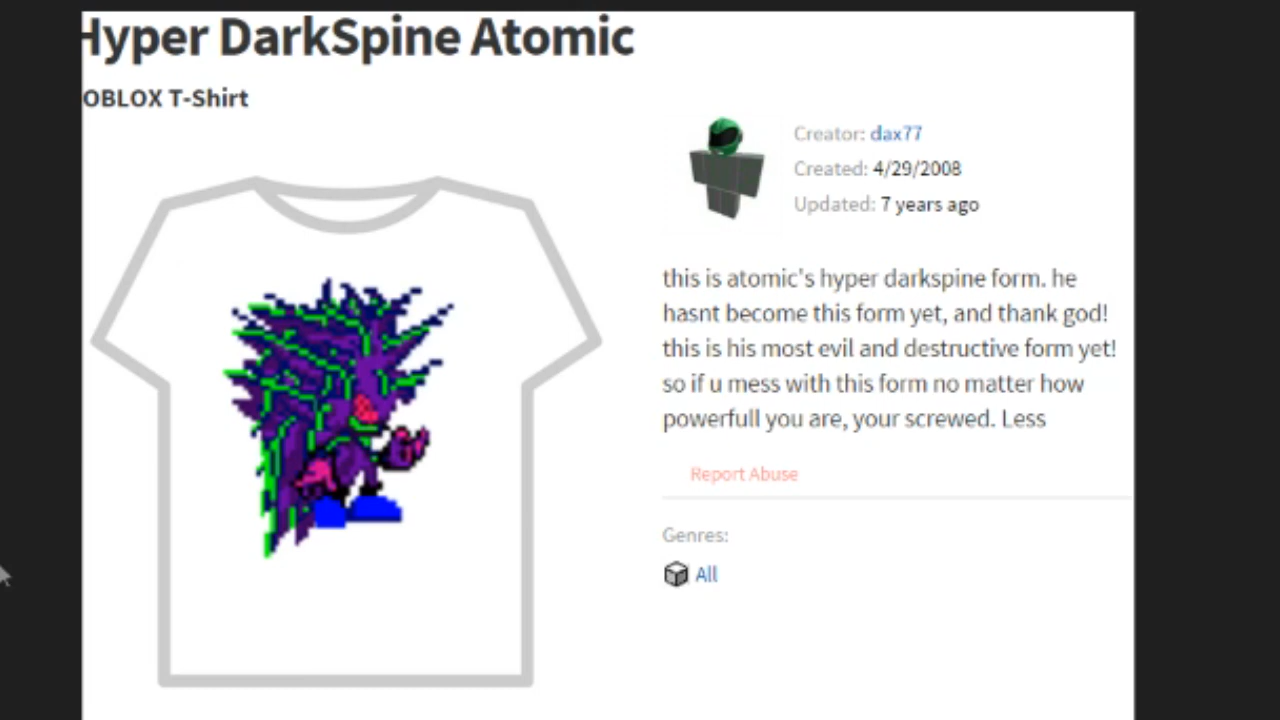 Hyper DarkSpine Atomic
OBLOX T-Shirt
Creator: dax77
Created: 4/29/2008
Updated: 7 years ago
this is atomic's hyper darkspine form. he
hasnt become this form yet, and thank god!
this is his most evil and destructive form yet!
so if u mess with this form no matter how
powerfull you are, your screwed. Less
Report Abuse
Genres:
All